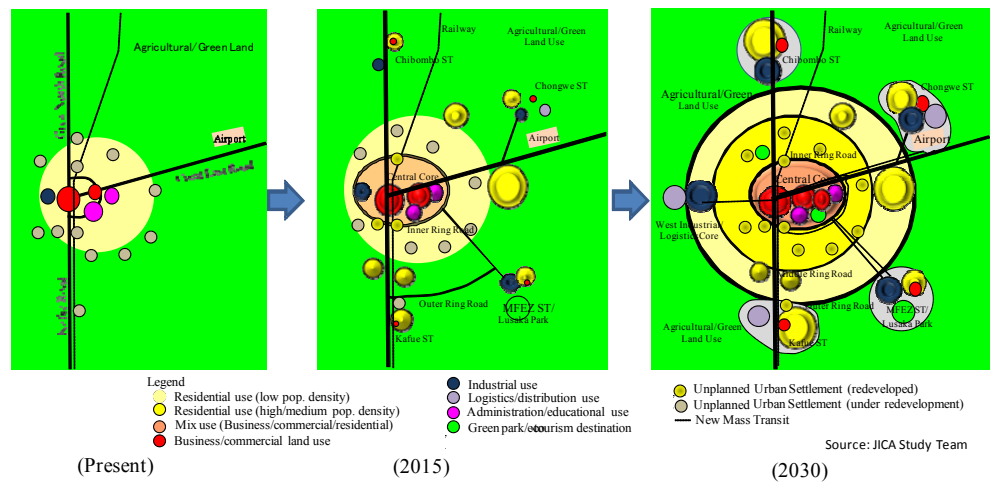 Agricultural/ Green Land
Great North Road
Airport
Great East Road
Kafue Road
(Present)
Railway
Agricultural/Green
Land Use
Chibombo ST
Chongwe ST
Airport
Central Core
Inner Ring Road
Outer Ring Road
MFEZ ST/
Lusaka Park
Kafue ST
(2015)
Railway
Agricultural/Green
Land Use
Chibombo ST
Agricultural/Green
Land Use
Chongwe ST
Airport
Inner Ring Road
Central Core
West Industrial/
Logistics Core
Middle Ring Road
Outer Ring Road
MFEZ ST/
Lusaka Park
Agricultural/Green
Land Use
Kafue ST
(2030)
Legend
Residential use (low pop. density)
Residential use (high/medium pop. density)
Mix use (Business/commercial/residential)
Business/commercial land use
Industrial use
Logistics/distribution use
Administration/educational use
Green park/ tourism destination
Unplanned Urban Settlement (redeveloped)
Unplanned Urban Settlement (under redevelopment)
New Mass Transit
Source: JICA Study Team